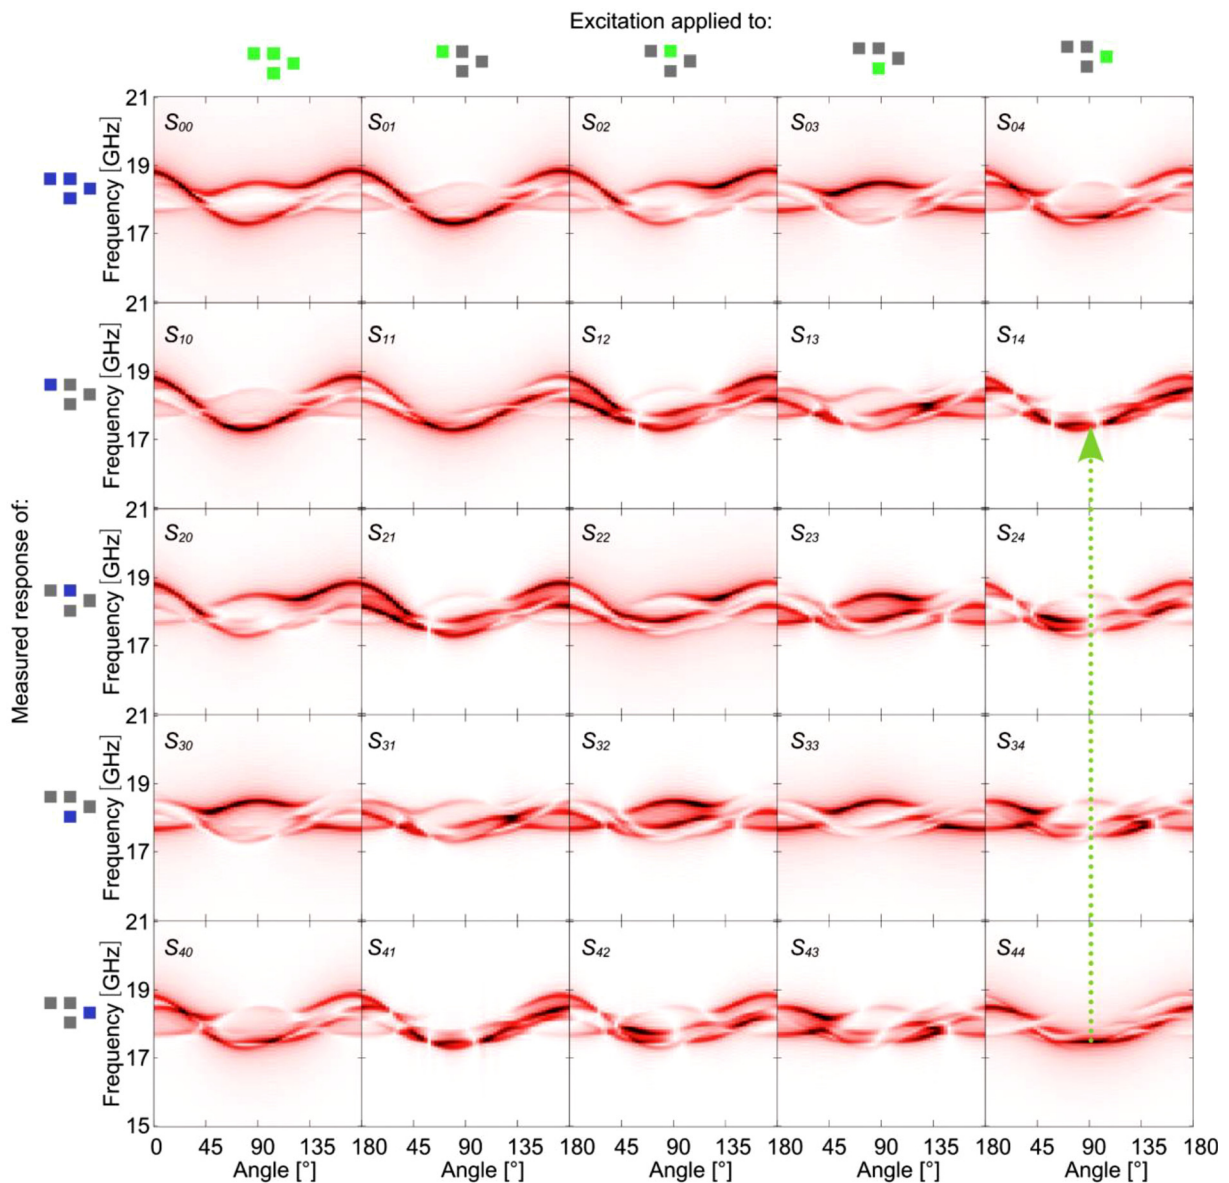 Excitation applied to:
21
S00 S01 S02 S03 S04
19
17
Frequency [GHz]
21
S10 S11 S12 S13 S14
19
17
Frequency [GHz]
Measured response of:
21
S20 S21 S22 S23 S24
19
17
Frequency [GHz]
21
S30 S31 S32 S33 S34
19
17
Frequency [GHz]
21
S40 S41 S42 S43 S44
19
17
Frequency [GHz]
15
0 45 90 135 180 45 90 135 180 45 90 135 180 45 90 135 180 45 90 135 180
Angle [°] Angle [°] Angle [°] Angle [°] Angle [°]